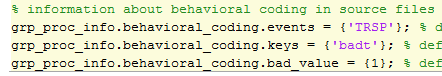 % information about behavioral coding in source files
grp_proc_info.behavioral_coding.events = {'TRSP'}; % d
grp_proc_info.behavioral_coding.keys = {'badt'}; % def
grp_proc_info.behavioral_coding.bad_value = {1}; % def